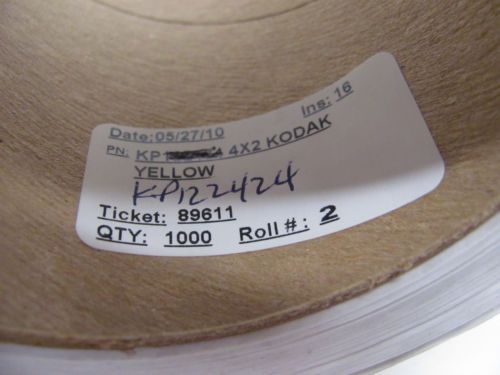 Date: 05/27/10 Ins: 16
PN: KP1 A 4X2 KODAK
YELLOW
KP122424
Ticket: 89611
QTY: 1000 Roll #: 2